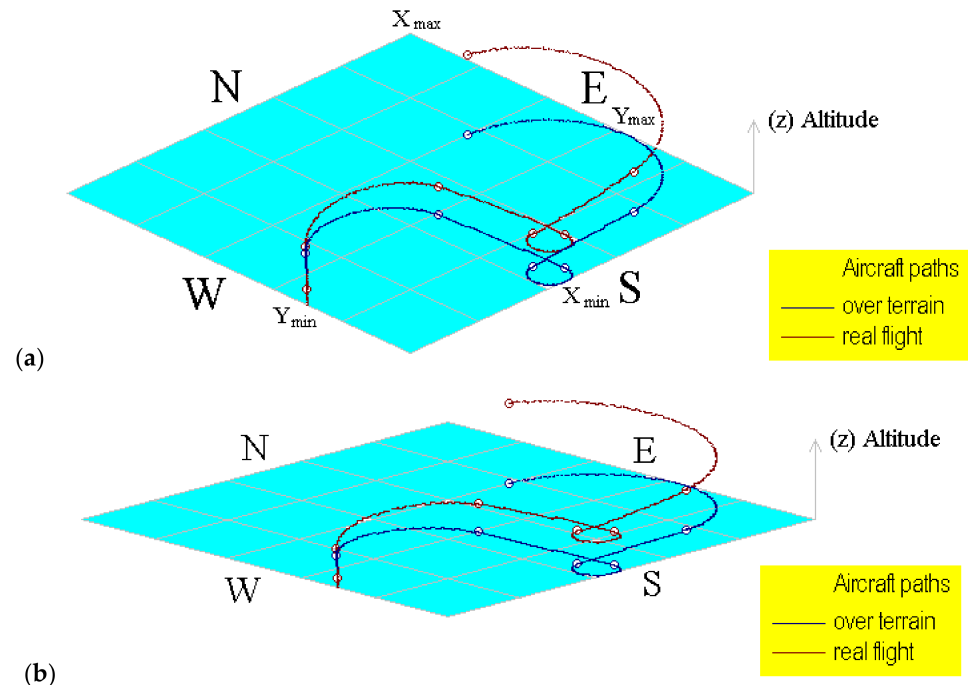 X max
N
E
Y max
(z) Altitude
W
S
X min
Y min
Aircraft paths
over terrain
real flight
(a)
N
E
(z) Altitude
W
S
Aircraft paths
over terrain
real flight
(b)